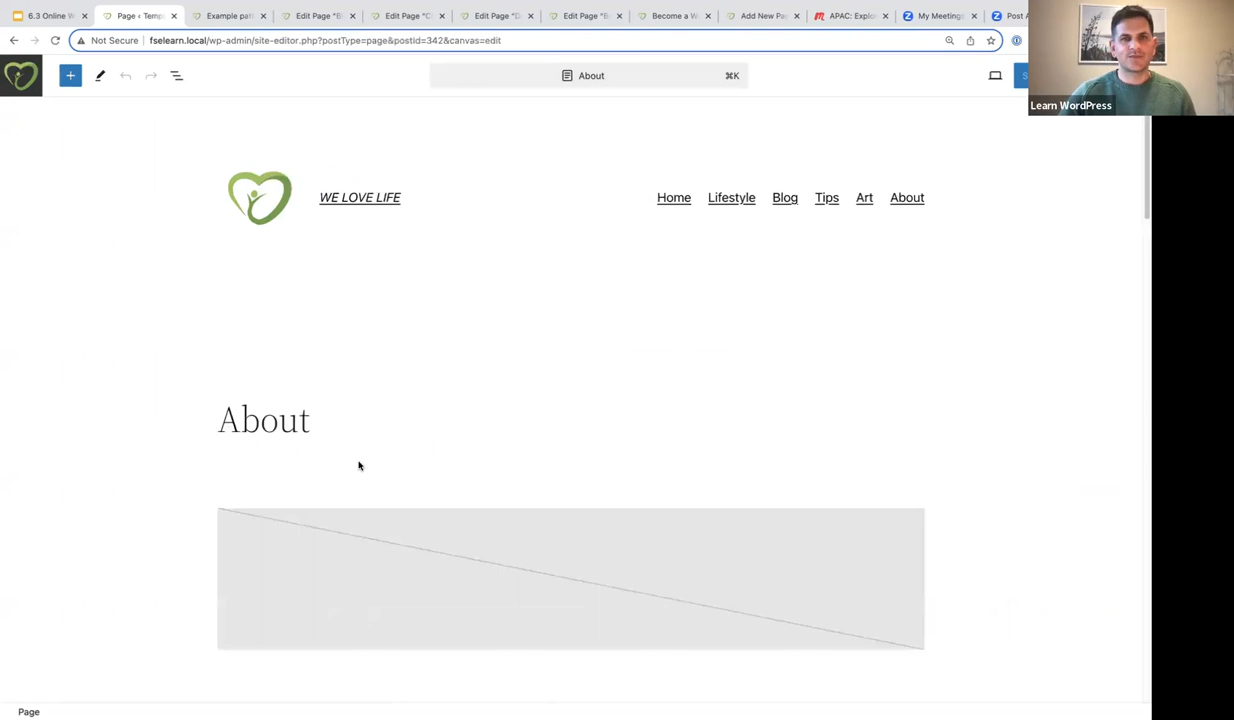 6.3 Online W
Page ‹ Temp
Example pat
Edit Page "B
Edit Page "C
Edit Page "D
Edit Page "B
Become a W
Add New Pa
APAC: Explo
My Meetings
Post A
Not Secure
fselearn.local/wp-admin/site-editor.php?postType=page&postid=342&canvas=edit
About
⌘K
S
Learn WordPress
WE LOVE LIFE
Home
Lifestyle
Blog
Tips
Art
About
About
Page